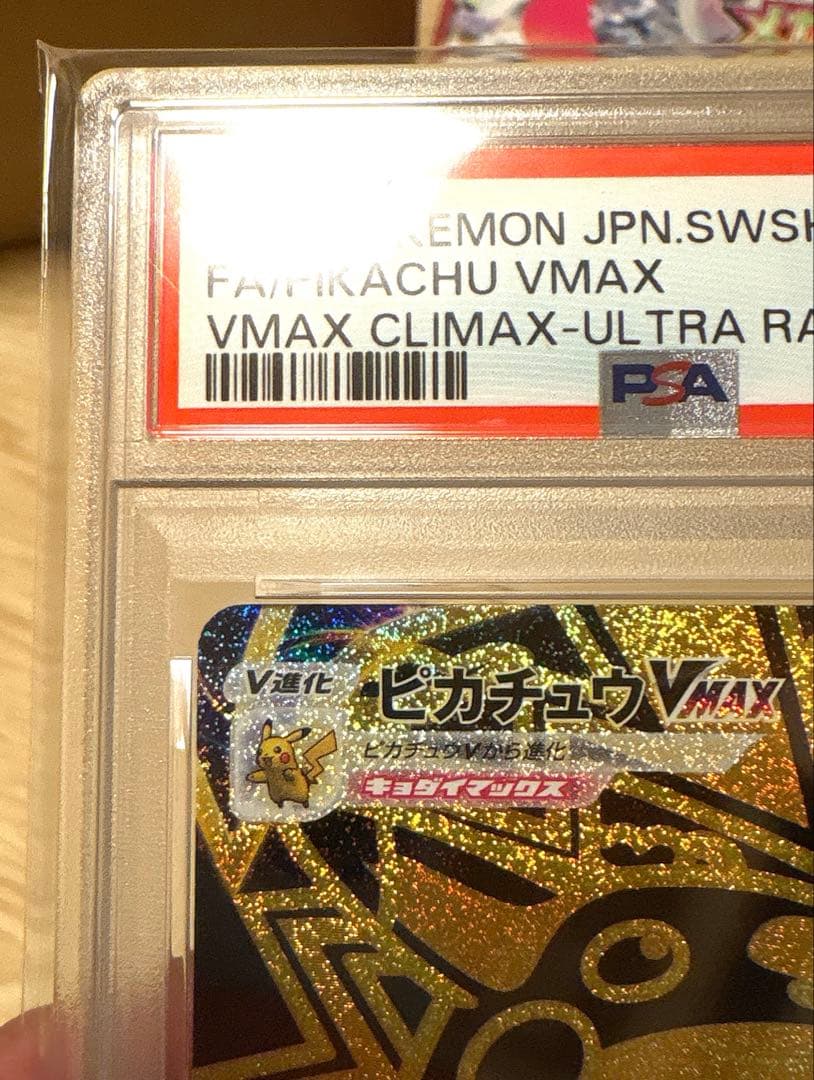 KEMON JPN.SWSH
FA/PIKACHU VMAX
VMAX CLIMAX-ULTRA RA
PSA
V進化
ピカチュウVMAX
ピカチュウVから進化
キョダイマックス